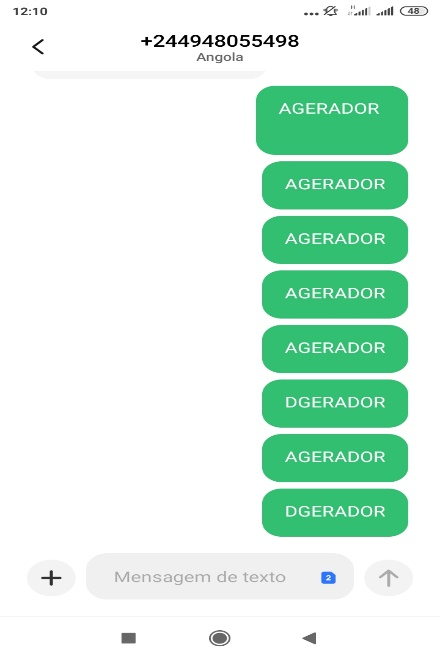 12:10
48
+244948055498
Angola
AGERADOR
AGERADOR
AGERADOR
AGERADOR
AGERADOR
DGERADOR
AGERADOR
DGERADOR
Mensagem de texto
2